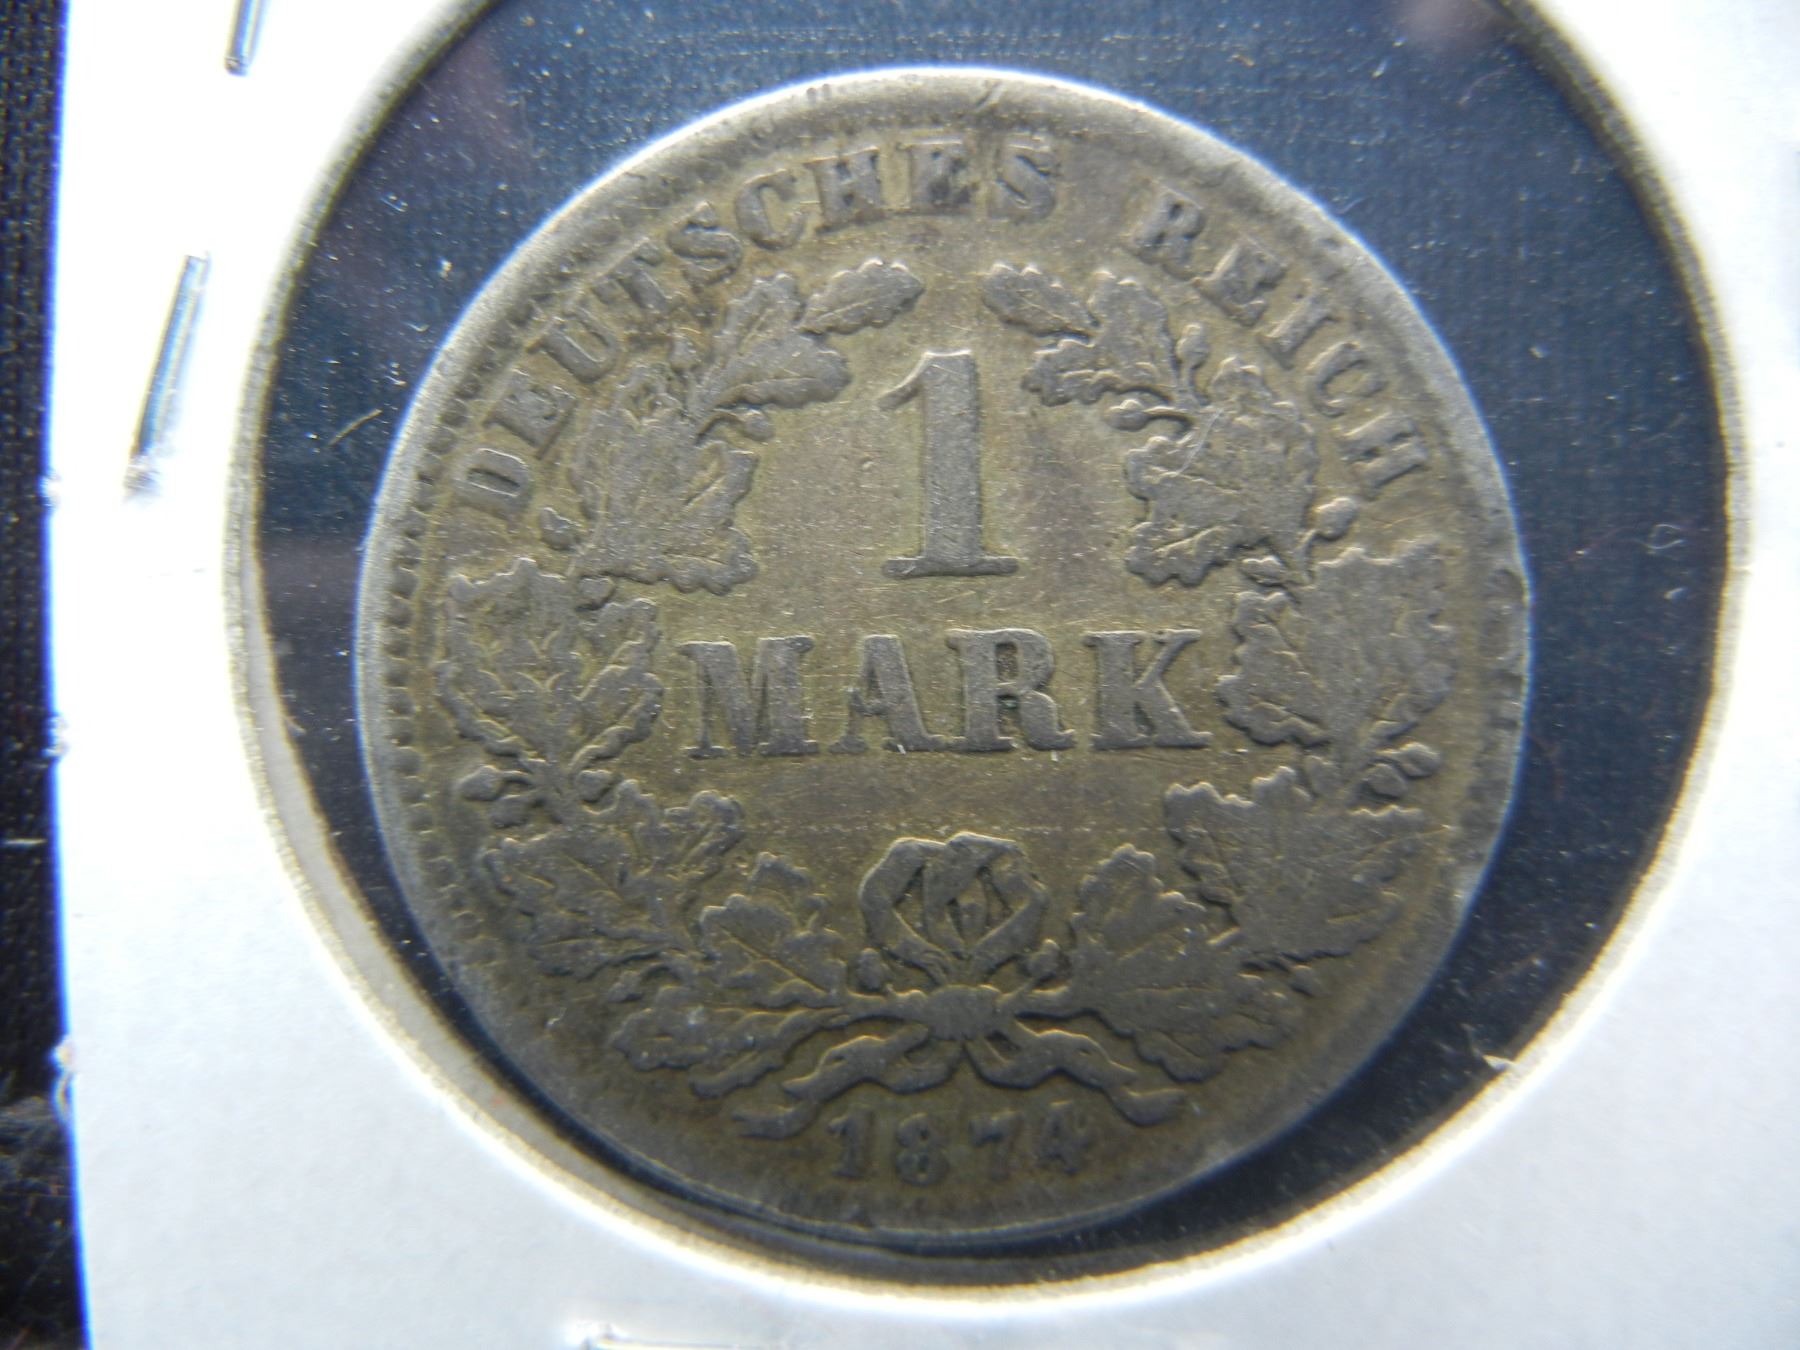 DEUTSCHES REICH
1
MARK
1874